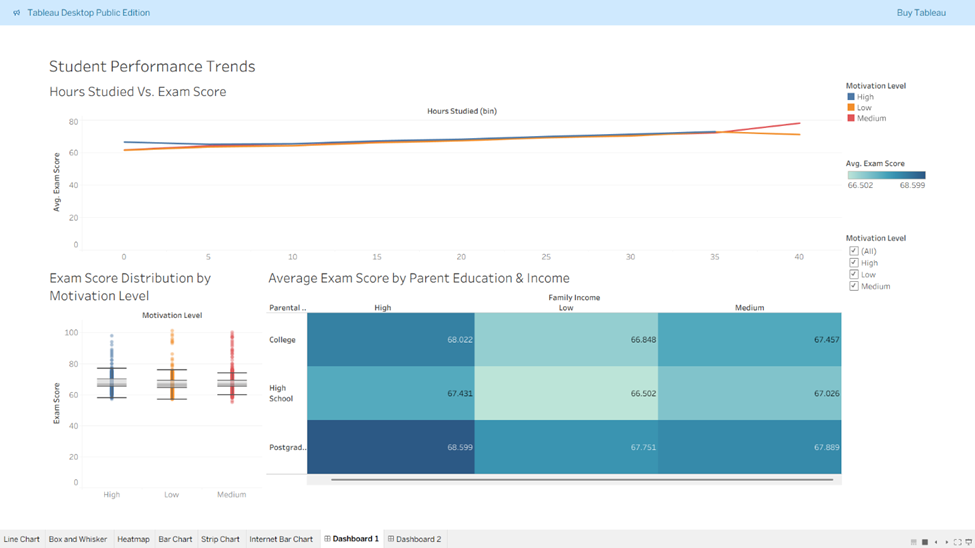 Tableau Desktop Public Edition
Buy Tableau
Student Performance Trends
Hours Studied Vs. Exam Score
Hours Studied (bin)
80
60
40
20
0
Avg. Exam Score
0 5 10 15 20 25 30 35 40
Motivation Level
High
Low
Medium
Avg. Exam Score
66.502 68.599
Motivation Level
(All)
High
Low
Medium
Exam Score Distribution by
Motivation Level
Motivation Level
100
80
60
40
20
0
Exam Score
High Low Medium
Average Exam Score by Parent Education & Income
Family Income
Parental .. High Low Medium
College 68.022 66.848 67.457
High
School 67.431 66.502 67.026
Postgrad.. 68.599 67.751 67.889
Line Chart Box and Whisker Heatmap Bar Chart Strip Chart Internet Bar Chart Dashboard 1 Dashboard 2